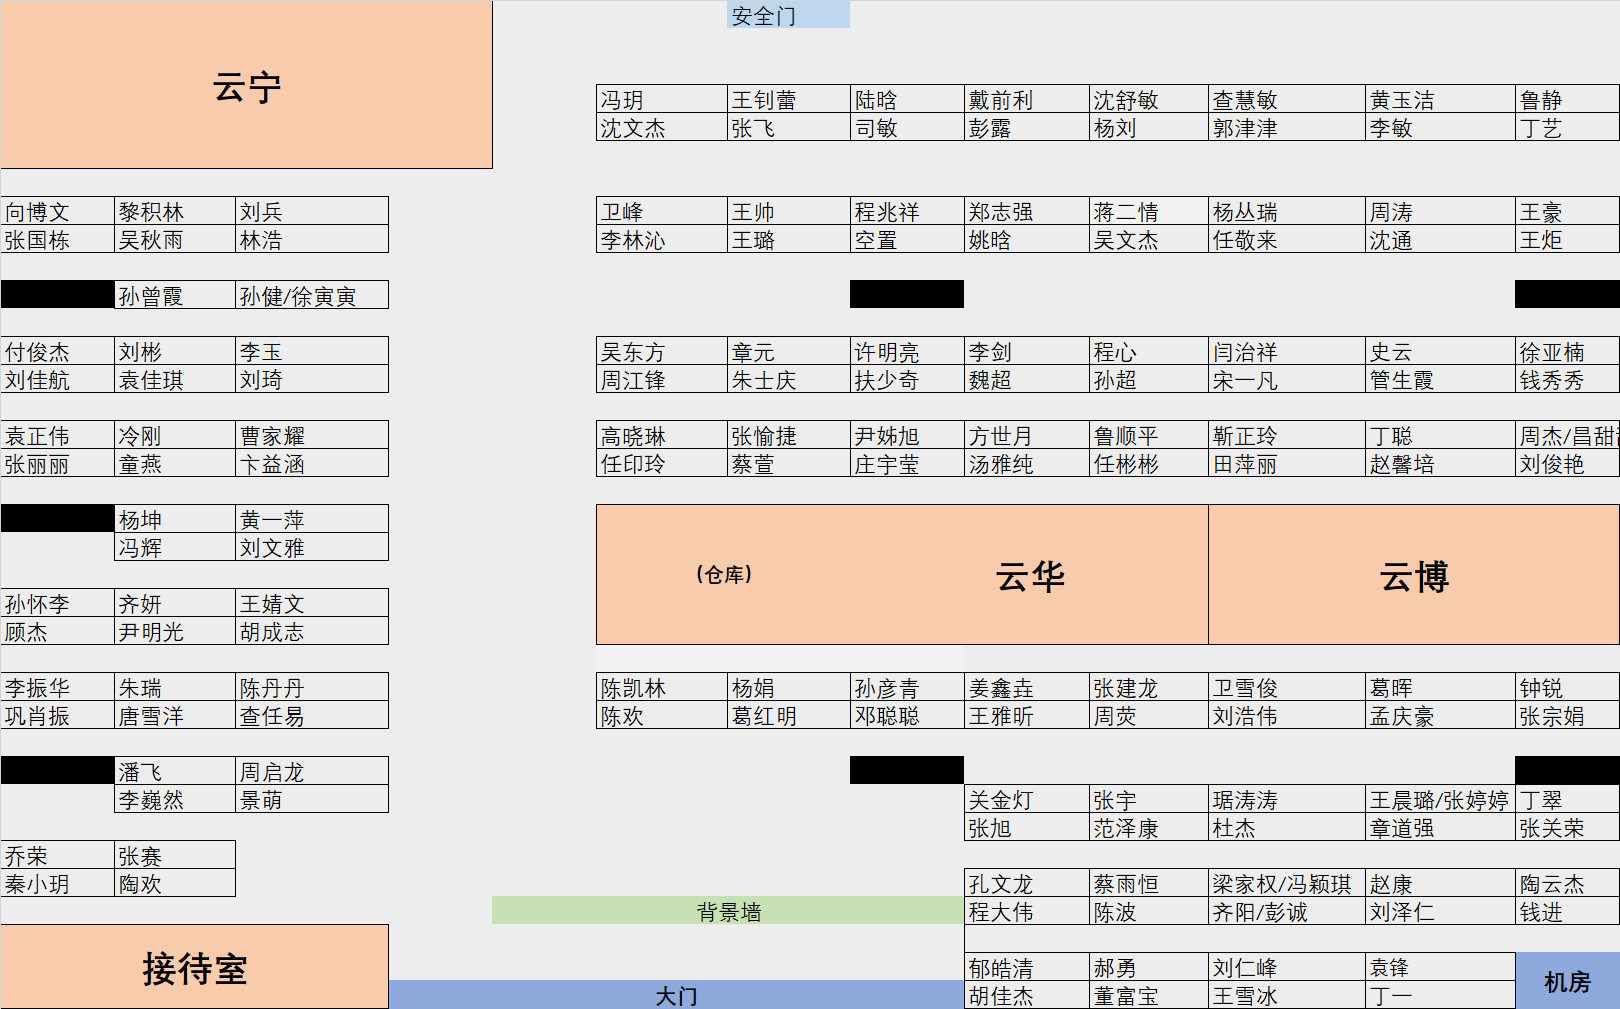 安全门
云宁
冯玥 王钊蕾 陆晗 戴前利 沈舒敏 查慧敏 黄玉洁 鲁静
沈文杰 张飞 司敏 彭露 杨刘 郭津津 李敏 丁艺
向博文 黎积林 刘兵 卫峰 王帅 程兆祥 郑志强 蒋二情 杨丛瑞 周涛 王豪
张国栋 吴秋雨 林浩 李林沁 王璐 空置 姚晗 吴文杰 任敬来 沈通 王炬
孙曾霞 孙健/徐寅寅
付俊杰 刘彬 李玉 吴东方 章元 许明亮 李剑 程心 闫治祥 史云 徐亚楠
刘佳航 袁佳琪 刘琦 周江锋 朱士庆 扶少奇 魏超 孙超 宋一凡 管生霞 钱秀秀
袁正伟 冷刚 曹家耀 高晓琳 张愉捷 尹姊旭 方世月 鲁顺平 靳正玲 丁聪 周杰/昌甜
张丽丽 童燕 卞益涵 任印玲 蔡萱 庄宇莹 汤雅纯 任彬彬 田萍丽 赵馨培 刘俊艳
杨坤 黄一萍
冯辉 刘文雅
(仓库) 云华 云博
孙怀李 齐妍 王婧文
顾杰 尹明光 胡成志
李振华 朱瑞 陈丹丹 陈凯林 杨娟 孙彦青 姜鑫垚 张建龙 卫雪俊 葛晖 钟锐
巩肖振 唐雪洋 查任易 陈欢 葛红明 邓聪聪 王雅昕 周荧 刘浩伟 孟庆豪 张宗娟
潘飞 周启龙
李巍然 景萌 关金灯 张宇 琚涛涛 王晨璐/张婷婷 丁翠
张旭 范泽康 杜杰 章道强 张关荣
乔荣 张赛
秦小玥 陶欢 孔文龙 蔡雨恒 梁家权/冯颖琪 赵康 陶云杰
背景墙 程大伟 陈波 齐阳/彭诚 刘泽仁 钱进
接待室 郁皓清 郝勇 刘仁峰 袁锋 机房
大门 胡佳杰 董富宝 王雪冰 丁一